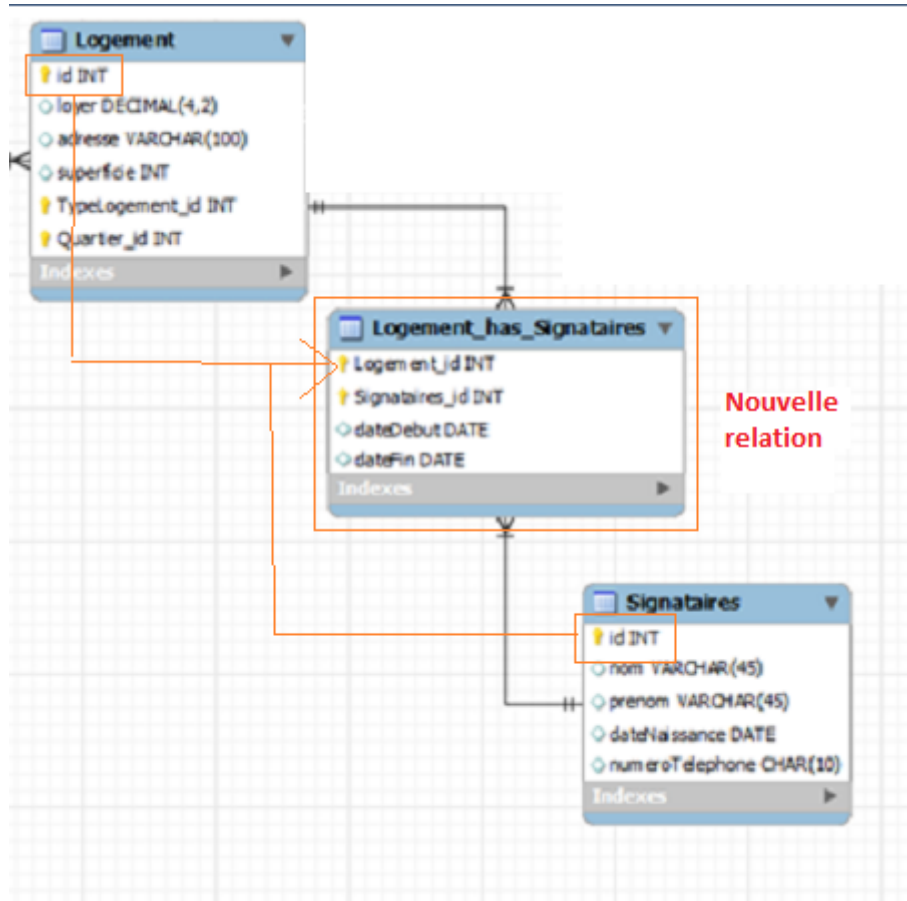 Logement
id INT
loyer DECIMAL(4,2)
adresse VARCHAR(100)
superficie INT
TypeLogement_id INT
Quartier_id INT
Indexes
Logement_has_Signataires
Logement_id INT
Signataires_id INT
dateDebut DATE
dateFin DATE
Indexes
Nouvelle
relation
Signataires
id INT
nom VARCHAR(45)
prenom VARCHAR(45)
dateNaissance DATE
numeroTelephone CHAR(10)
Indexes